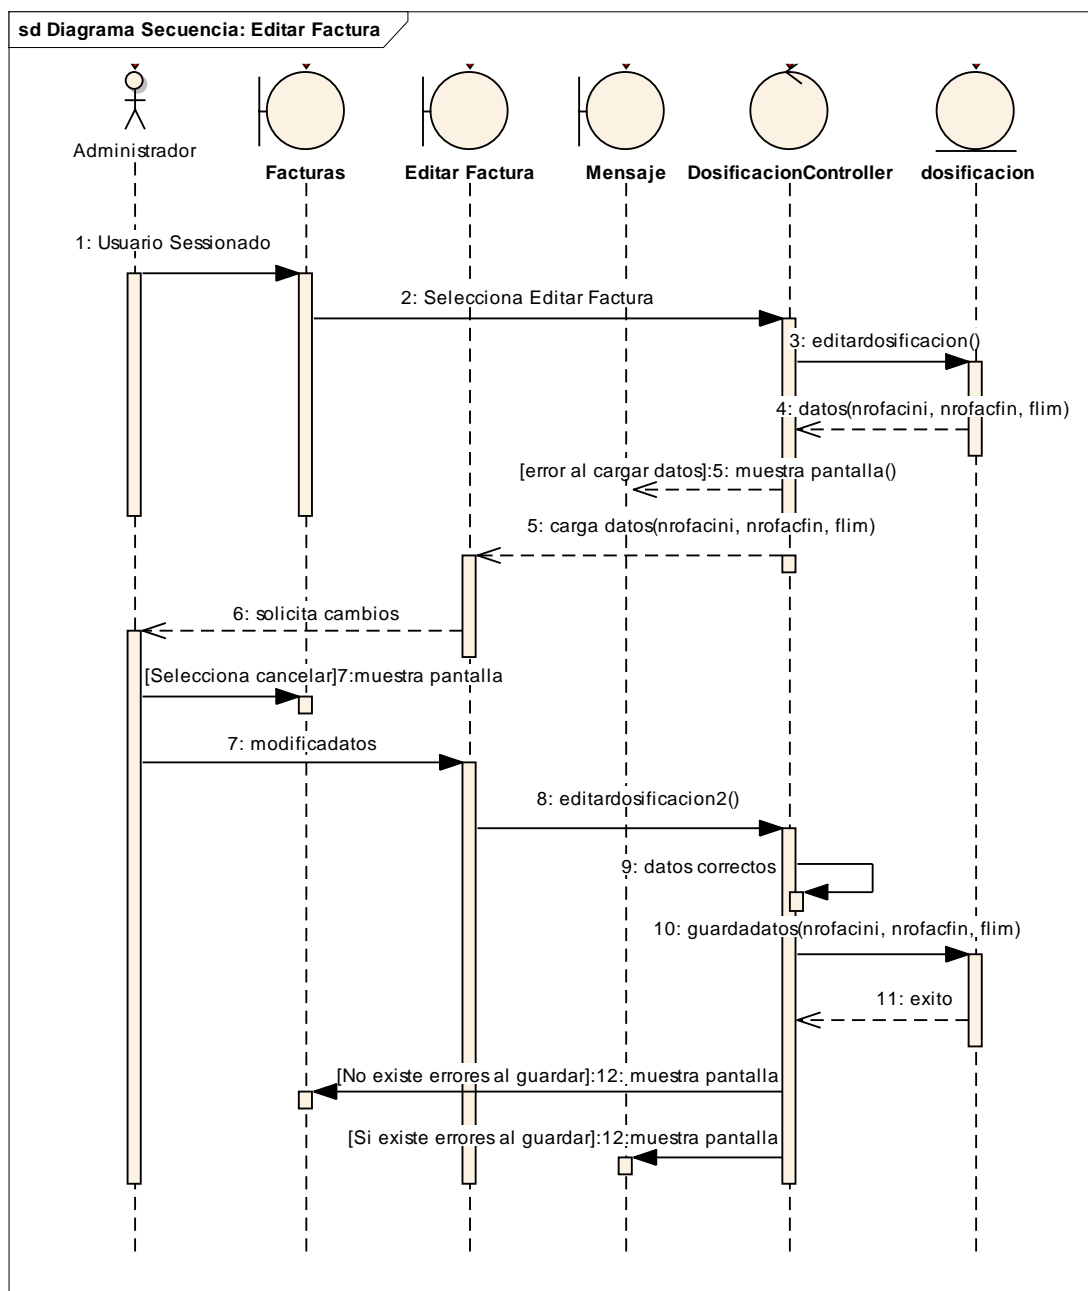 sd Diagrama Secuencia: Editar Factura
Administrador
Facturas
Editar Factura
Mensaje
DosificacionController
dosificacion
1: Usuario Sessionado
2: Selecciona Editar Factura
3: editardosificacion()
4: datos(nrofacini, nrofacfin, flim)
[error al cargar datos]:5: muestra pantalla()
5: carga datos(nrofacini, nrofacfin, flim)
6: solicita cambios
[Selecciona cancelar]7:muestra pantalla
7: modificadatos
8: editardosificacion2()
9: datos correctos
10: guardadatos(nrofacini, nrofacfin, flim)
11: exito
[No existe errores al guardar]:12: muestra pantalla
[Si existe errores al guardar]:12:muestra pantalla